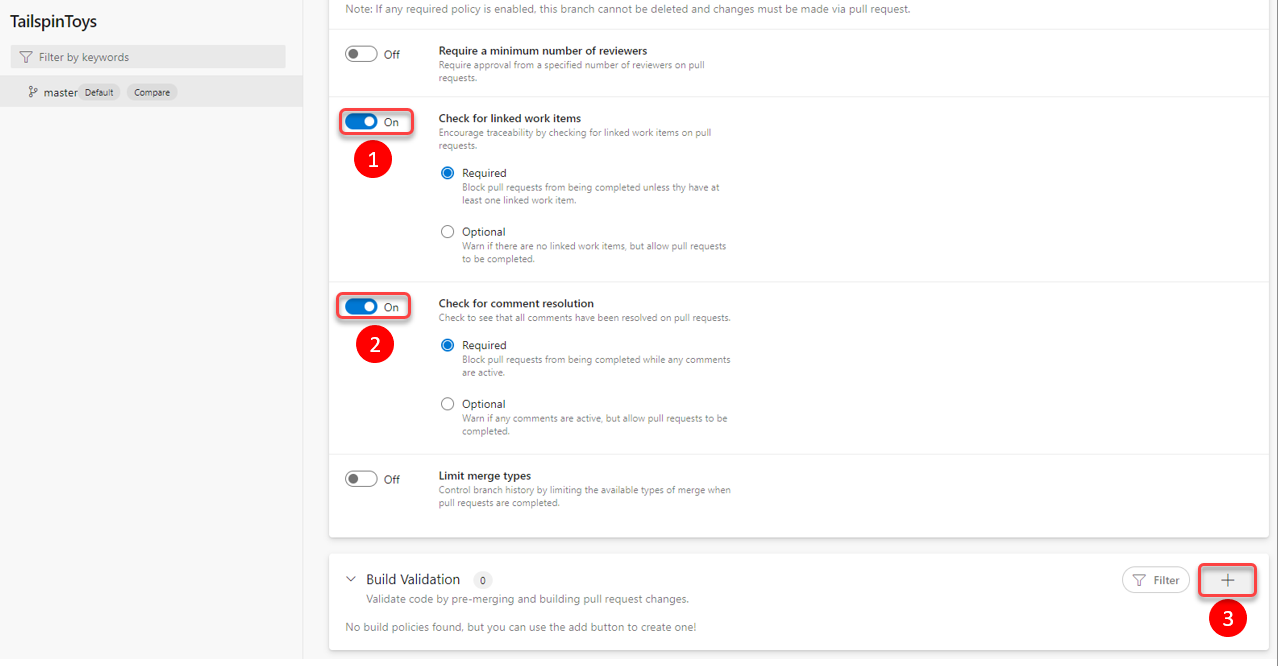 TailspinToys
Filter by keywords
master Default Compare
Note: If any required policy is enabled, this branch cannot be deleted and changes must be made via pull request.
Off
Require a minimum number of reviewers
Require approval from a specified number of reviewers on pull
requests.
On
1
Check for linked work items
Encourage traceability by checking for linked work items on pull
requests.
Required
Block pull requests from being completed unless thy have at
least one linked work item.
Optional
Warn if there are no linked work items, but allow pull requests
to be completed.
On
2
Check for comment resolution
Check to see that all comments have been resolved on pull requests.
Required
Block pull requests from being completed while any comments
are active.
Optional
Warn if any comments are active, but allow pull requests to be
completed.
Off
Limit merge types
Control branch history by limiting the available types of merge when
pull requests are completed.
Build Validation 0
Filter +
3
Validate code by pre-merging and building pull request changes.
No build policies found, but you can use the add button to create one!